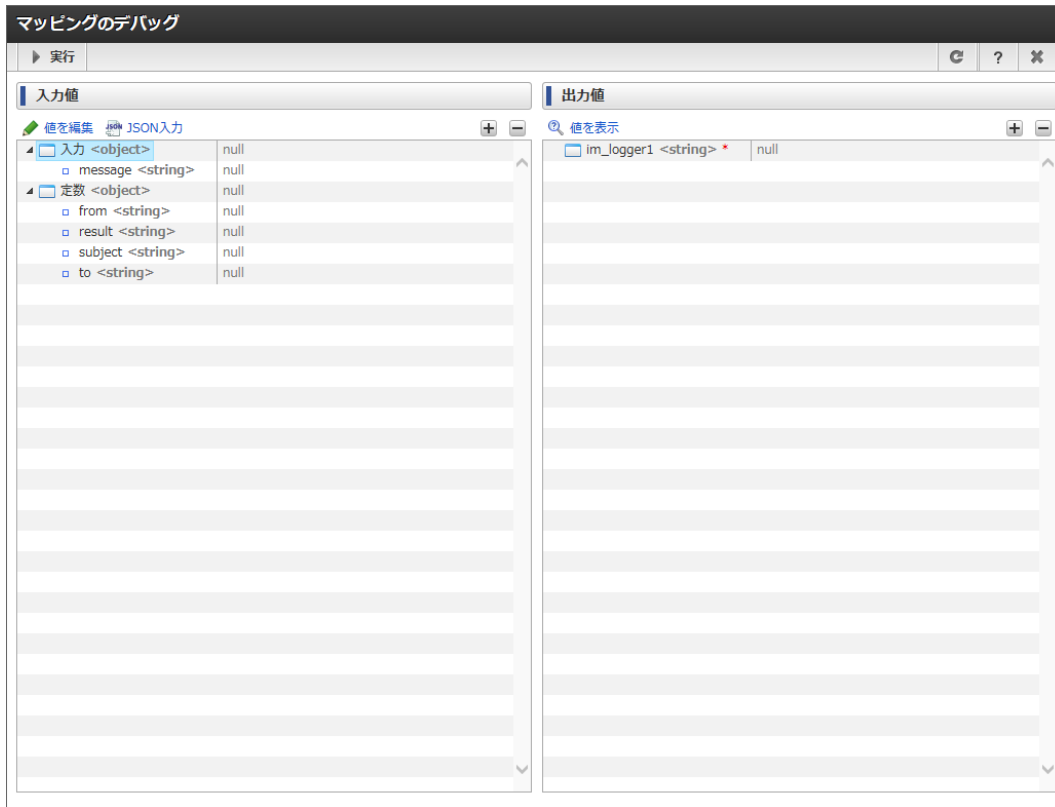 マッピングのデバッグ
実行 ?
入力値
値を編集 JSON JSON入力
入力 <object> null
message <string> null
定数 <object> null
from <string> null
result <string> null
subject <string> null
to <string> null
出力値
値を表示
im_logger1 <string> * null